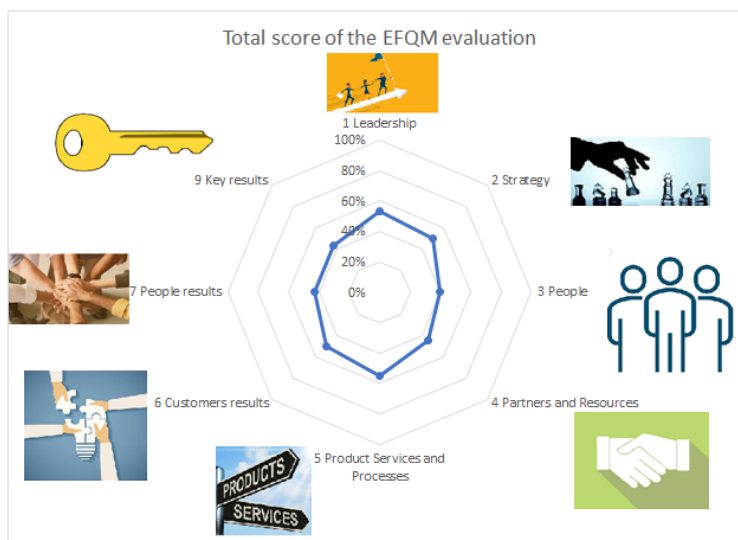 Total score of the EFQM evaluation
1 Leadership
100%
80%
60%
40%
20%
0%
2 Strategy
3 People
4 Partners and Resources
5 Product Services and
Processes
6 Customers results
7 People results
9 Key results
PRODUCTS
SERVICES